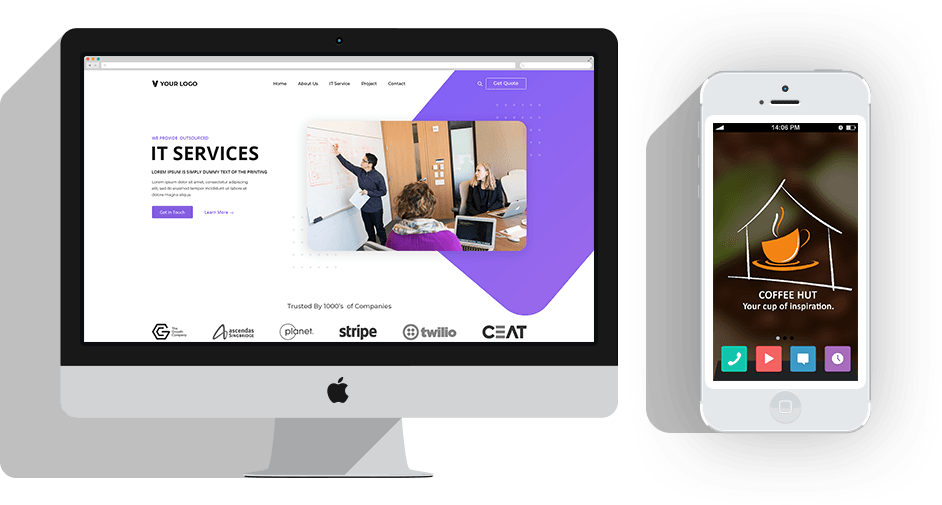 YOUR LOGO
Home About Us IT Service Project Contact
Get Quote
WE PROVIDE OUTSOURCED
IT SERVICES
LOREM IPSUM IS SIMPLY DUMMY TEXT OF THE PRINTING
Lorem ipsum dolor sit amet, consectetur adipiscing
elit, sed do eiusmod tempor incididunt ut labore et
dolore magna aliqua.
Get in Touch Learn More →
Trusted By 1000's of Companies
The
Growth
Company
ascendas
SINGBRIDGE
planet.
stripe
twilio
CEAT
14:06 PM
COFFEE HUT
Your cup of inspiration.